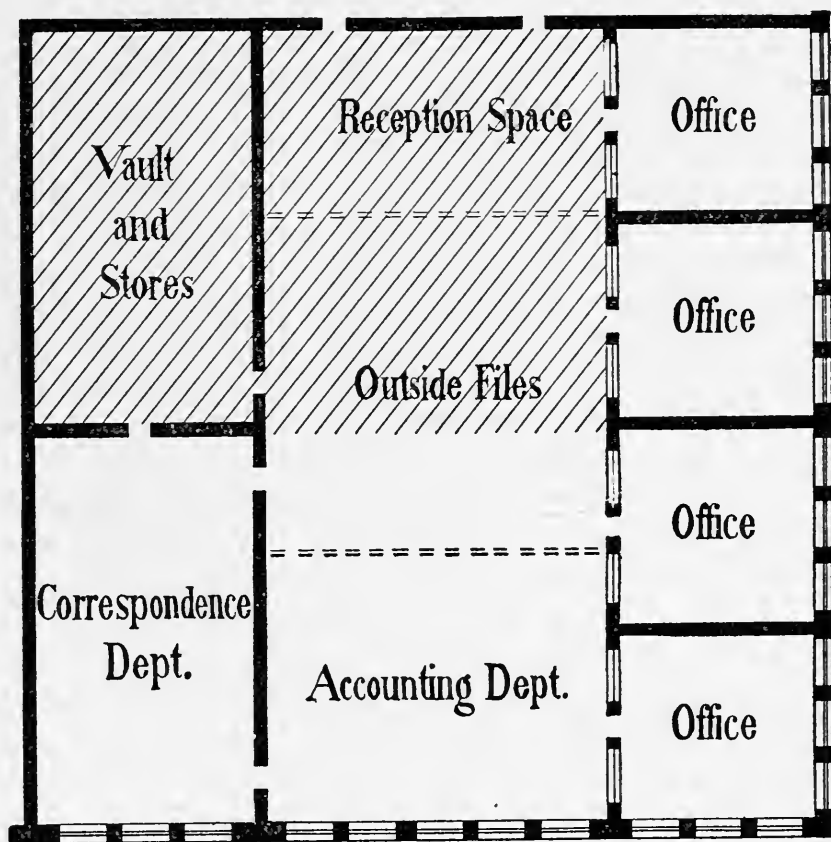 Reception Space
Office
Vault
and
Stores
Office
Outside Files
Office
Correspondence
Dept.
Accounting Dept.
Office